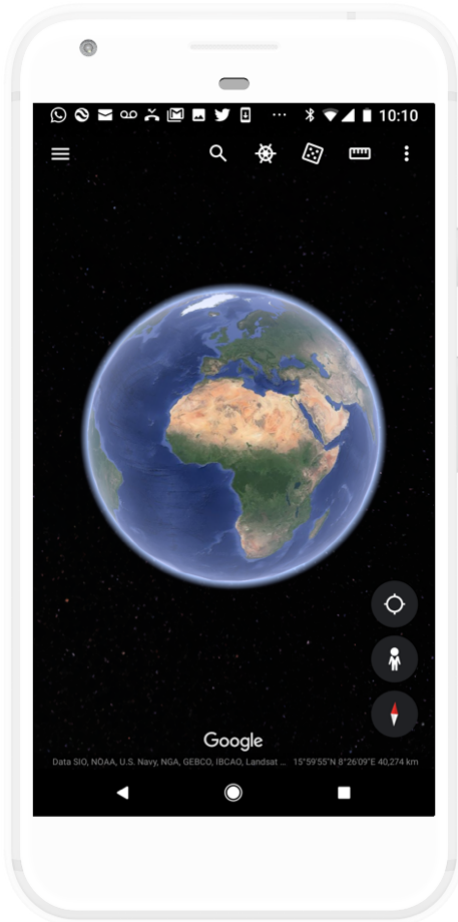 10:10
Google
Data SIO, NOAA, U.S. Navy, NGA, GEBCO, IBCAO, Landsat ... 15°59'55"N 8°26'09"E 40,274 km